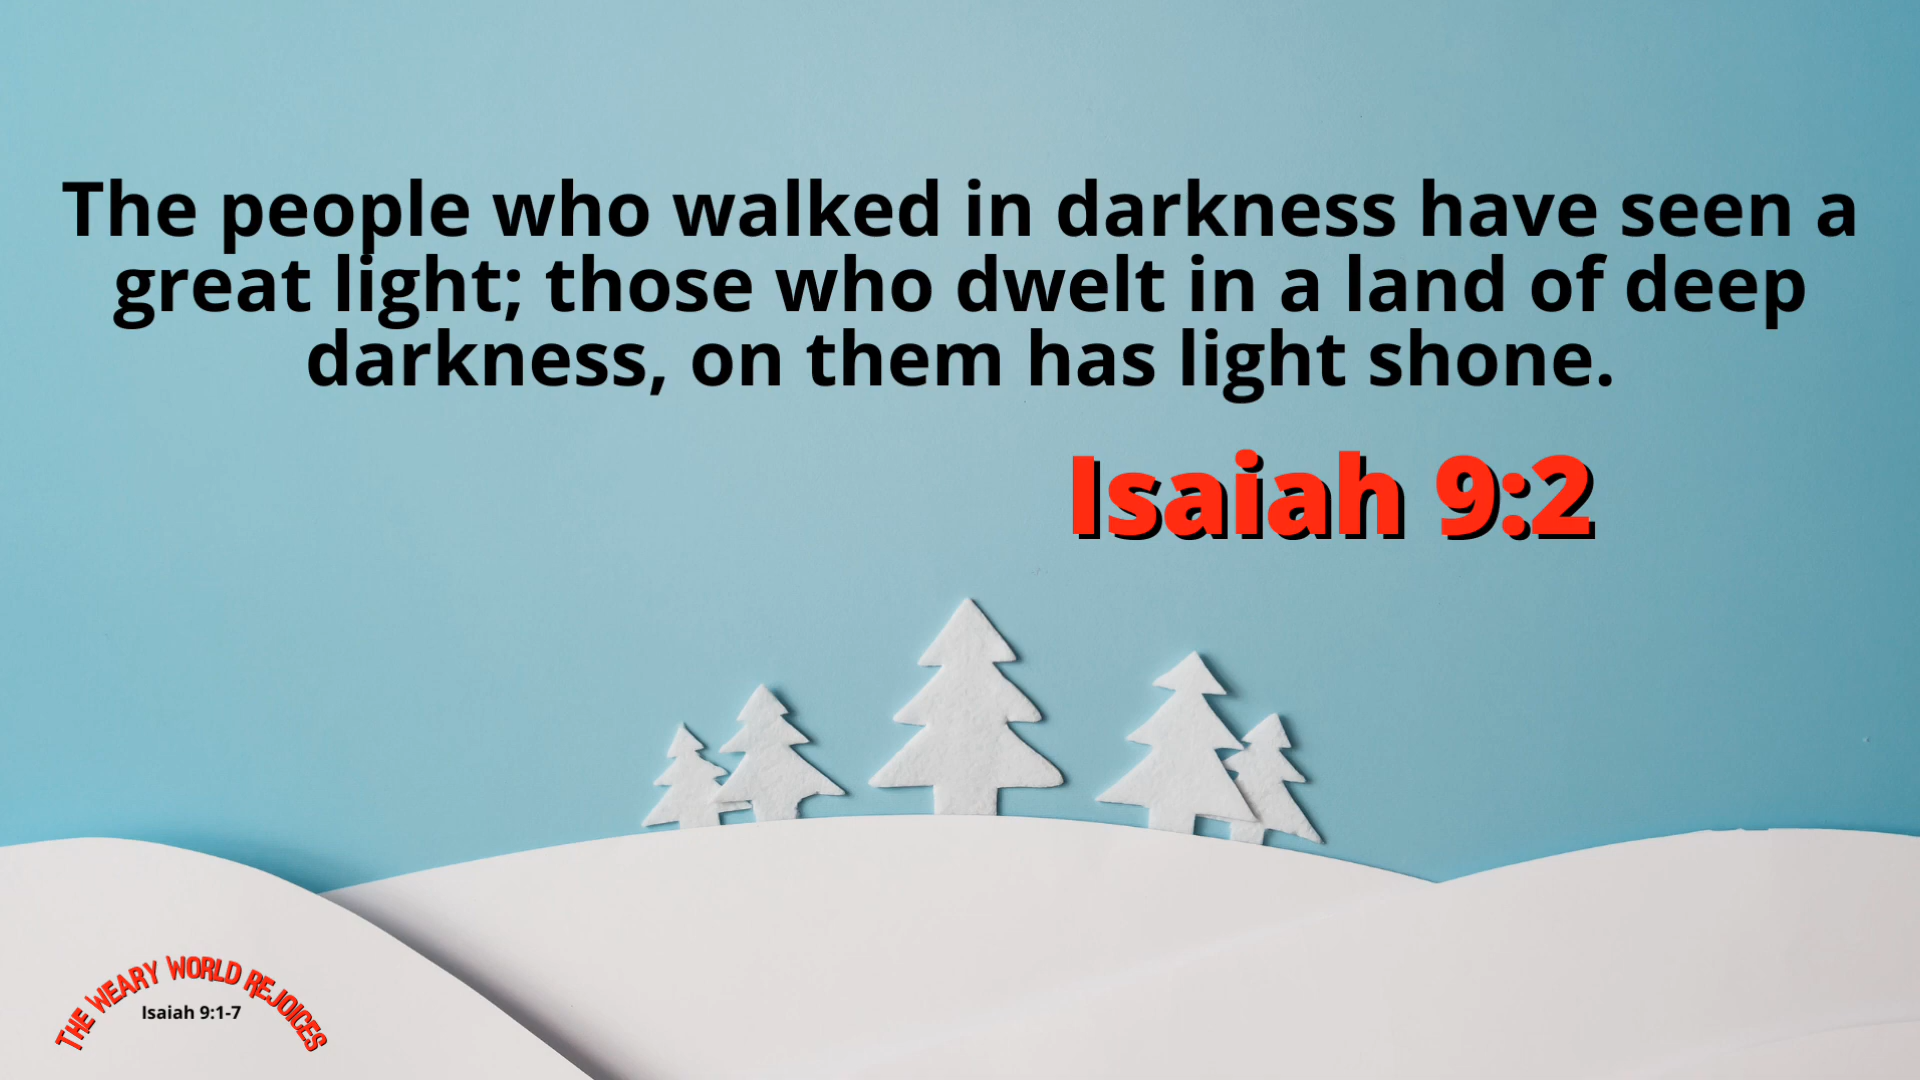 The people who walked in darkness have seen a
great light; those who dwelt in a land of deep
darkness, on them has light shone.
Isaiah 9:2
THE WEARY WORLD REJOICES
Isaiah 9:1-7